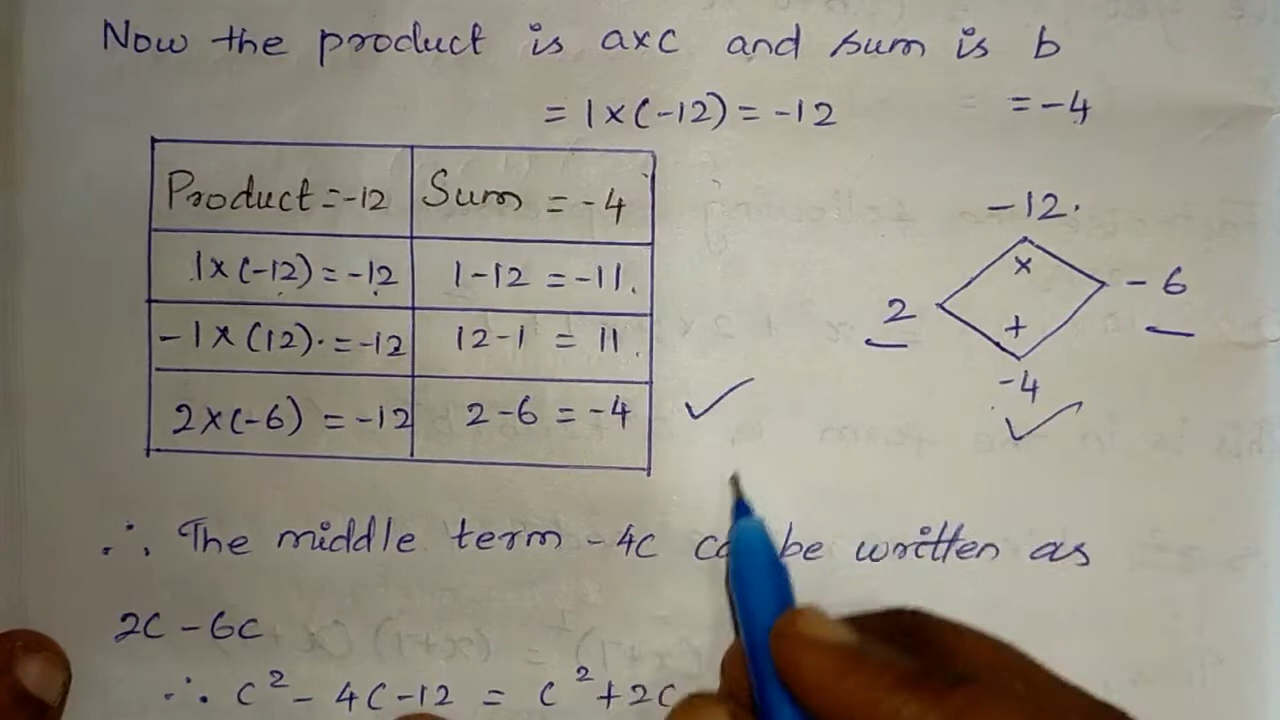 Now the product is axc and sum is b
= 1×(-12) = -12 = -4
Product = -12 Sum = -4
1×(-12) = -12 1-12 = -11.
-1×(12). = -12 12-1 = 11.
2×(-6) = -12 2-6 = -4 ✓
-12.
×
2 -6
+
-4
✓
∴ The middle term -4c be written as
2c - 6c
∴ c² - 4c - 12 = c² + 2c